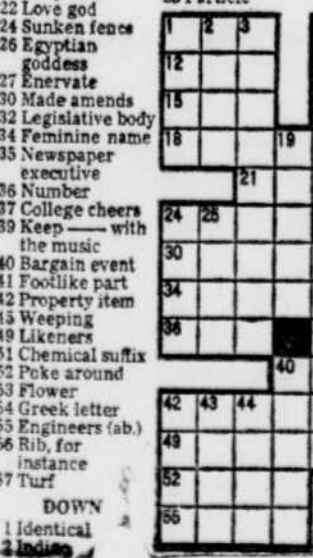 22 Love god
24 Sunken fence
26 Egyptian
goddess
27 Enervate
30 Made amends
32 Legislative body
34 Feminine name
35 Newspaper
executive
36 Number
37 College cheers
39 Keep —— with
the music
40 Bargain event
41 Footlike part
42 Property item
45 Weeping
49 Likeners
51 Chemical suffix
52 Poke around
53 Flower
54 Greek letter
55 Engineers (ab.)
56 Rib, for
instance
57 Turf
DOWN
1 Identical
2 Indigo
1 2 3
12
15
18 19
21
24 25
30
34
36
40
42 43 44
49
52
55